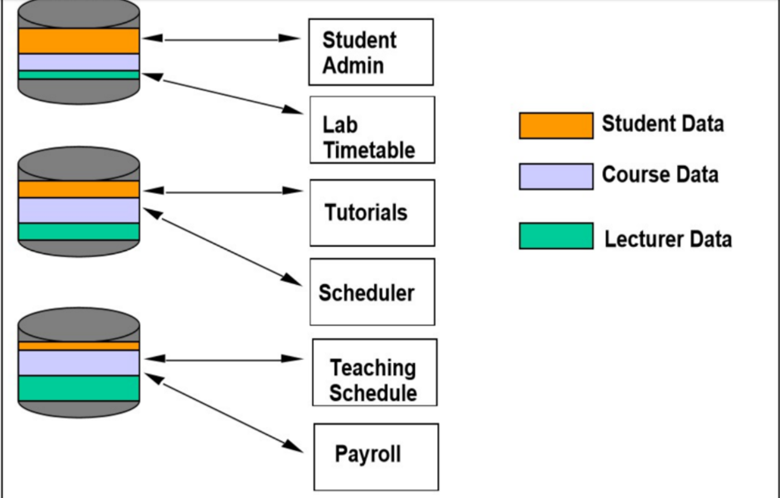 Student
Admin
Lab
Timetable
Tutorials
Scheduler
Teaching
Schedule
Payroll
Student Data
Course Data
Lecturer Data